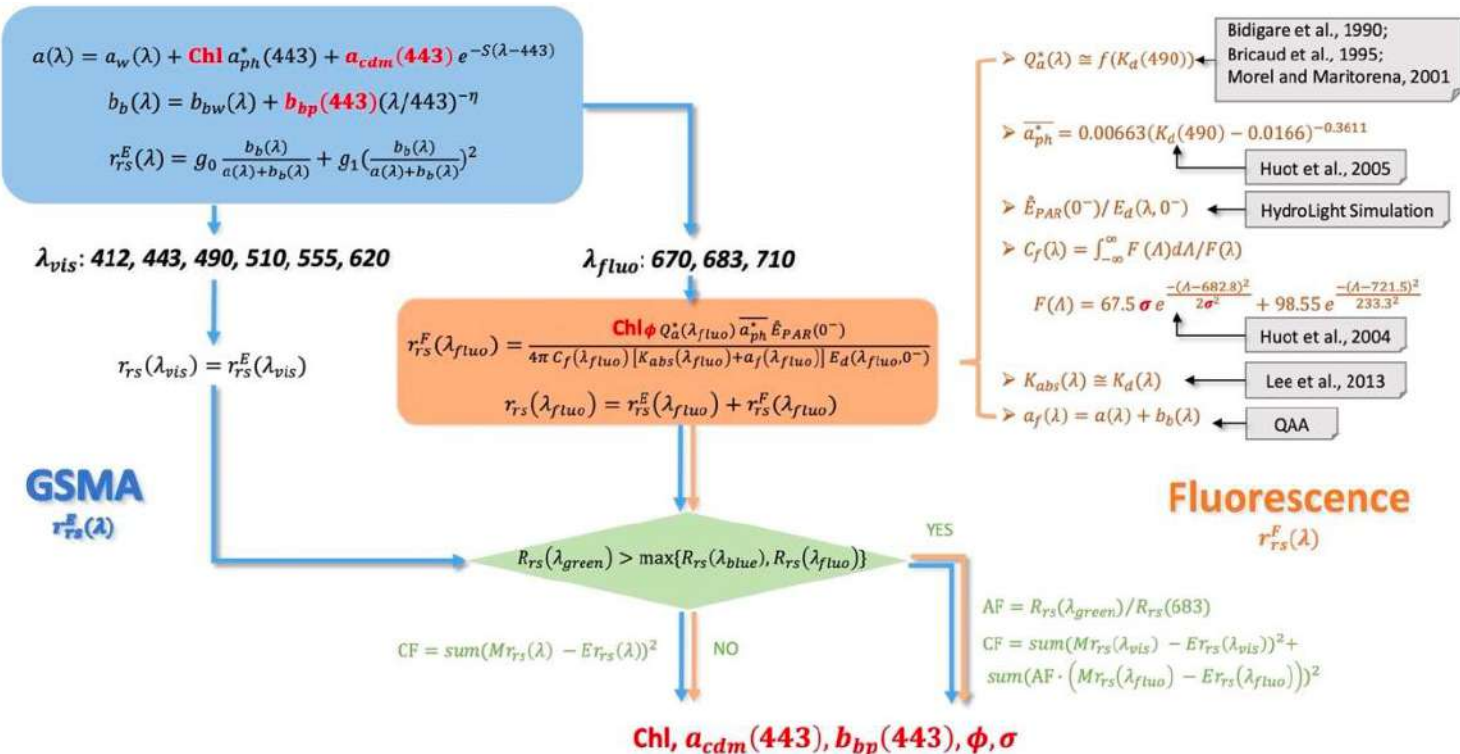 a(λ) = a_w(λ) + Chl a*_ph(443) + a_cdm(443) e^{−S(λ−443)}
b_b(λ) = b_bw(λ) + b_bp(443)(λ/443)^{−η}
r^E_rs(λ) = g_0 b_b(λ)/(a(λ)+b_b(λ)) + g_1(b_b(λ)/(a(λ)+b_b(λ)))^2
λ_vis: 412, 443, 490, 510, 555, 620
λ_fluo: 670, 683, 710
r_rs(λ_vis) = r^E_rs(λ_vis)
r^F_rs(λ_fluo) = Chl ϕ Q*_a(λ_fluo) \overline{a*_ph} Ê_PAR(0^−) / 4π C_f(λ_fluo) [K_abs(λ_fluo)+a_f(λ_fluo)] E_d(λ_fluo,0^−)
r_rs(λ_fluo) = r^E_rs(λ_fluo) + r^F_rs(λ_fluo)
➢ Q*_a(λ) ≅ f(K_d(490))
Bidigare et al., 1990;
Bricaud et al., 1995;
Morel and Maritorena, 2001
➢ \overline{a*_ph} = 0.00663(K_d(490) − 0.0166)^{−0.3611}
Huot et al., 2005
➢ Ê_PAR(0^−)/ E_d(λ, 0^−)
HydroLight Simulation
➢ C_f(λ) = ∫_{−∞}^{∞} F (Λ)dΛ/F(λ)
F(Λ) = 67.5 σ e^{−(Λ−682.8)^2/2σ^2} + 98.55 e^{−(Λ−721.5)^2/233.3^2}
Huot et al., 2004
➢ K_abs(λ) ≅ K_d(λ)
Lee et al., 2013
➢ a_f(λ) = a(λ) + b_b(λ)
QAA
GSMA
r^E_rs(λ)
Fluorescence
r^F_rs(λ)
R_rs(λ_green) > max{R_rs(λ_blue), R_rs(λ_fluo)}
YES
AF = R_rs(λ_green)/R_rs(683)
CF = sum(Mr_rs(λ_vis) − Er_rs(λ_vis))^2+
sum(AF · (Mr_rs(λ_fluo) − Er_rs(λ_fluo)))^2
CF = sum(Mr_rs(λ) − Er_rs(λ))^2
NO
Chl, a_cdm(443), b_bp(443), ϕ, σ